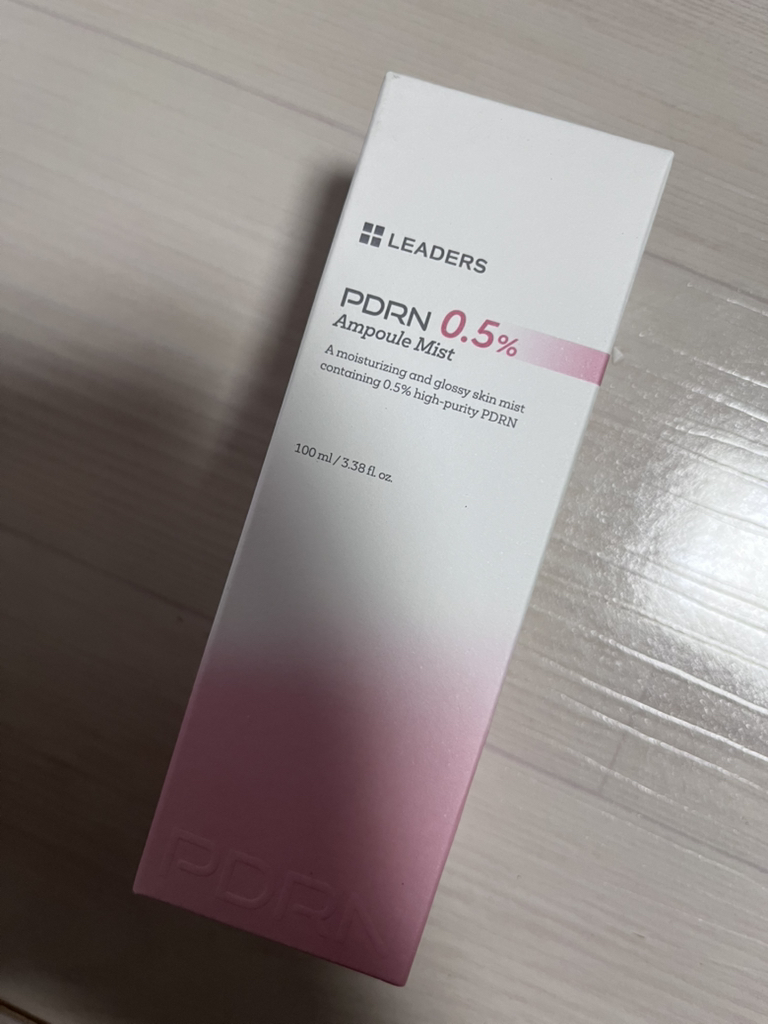 LEADERS
PDRN 0.5%
Ampoule Mist
A moisturizing and glossy skin mist
containing 0.5% high-purity PDRN
100 ml / 3.38 fl. oz.
PDRN